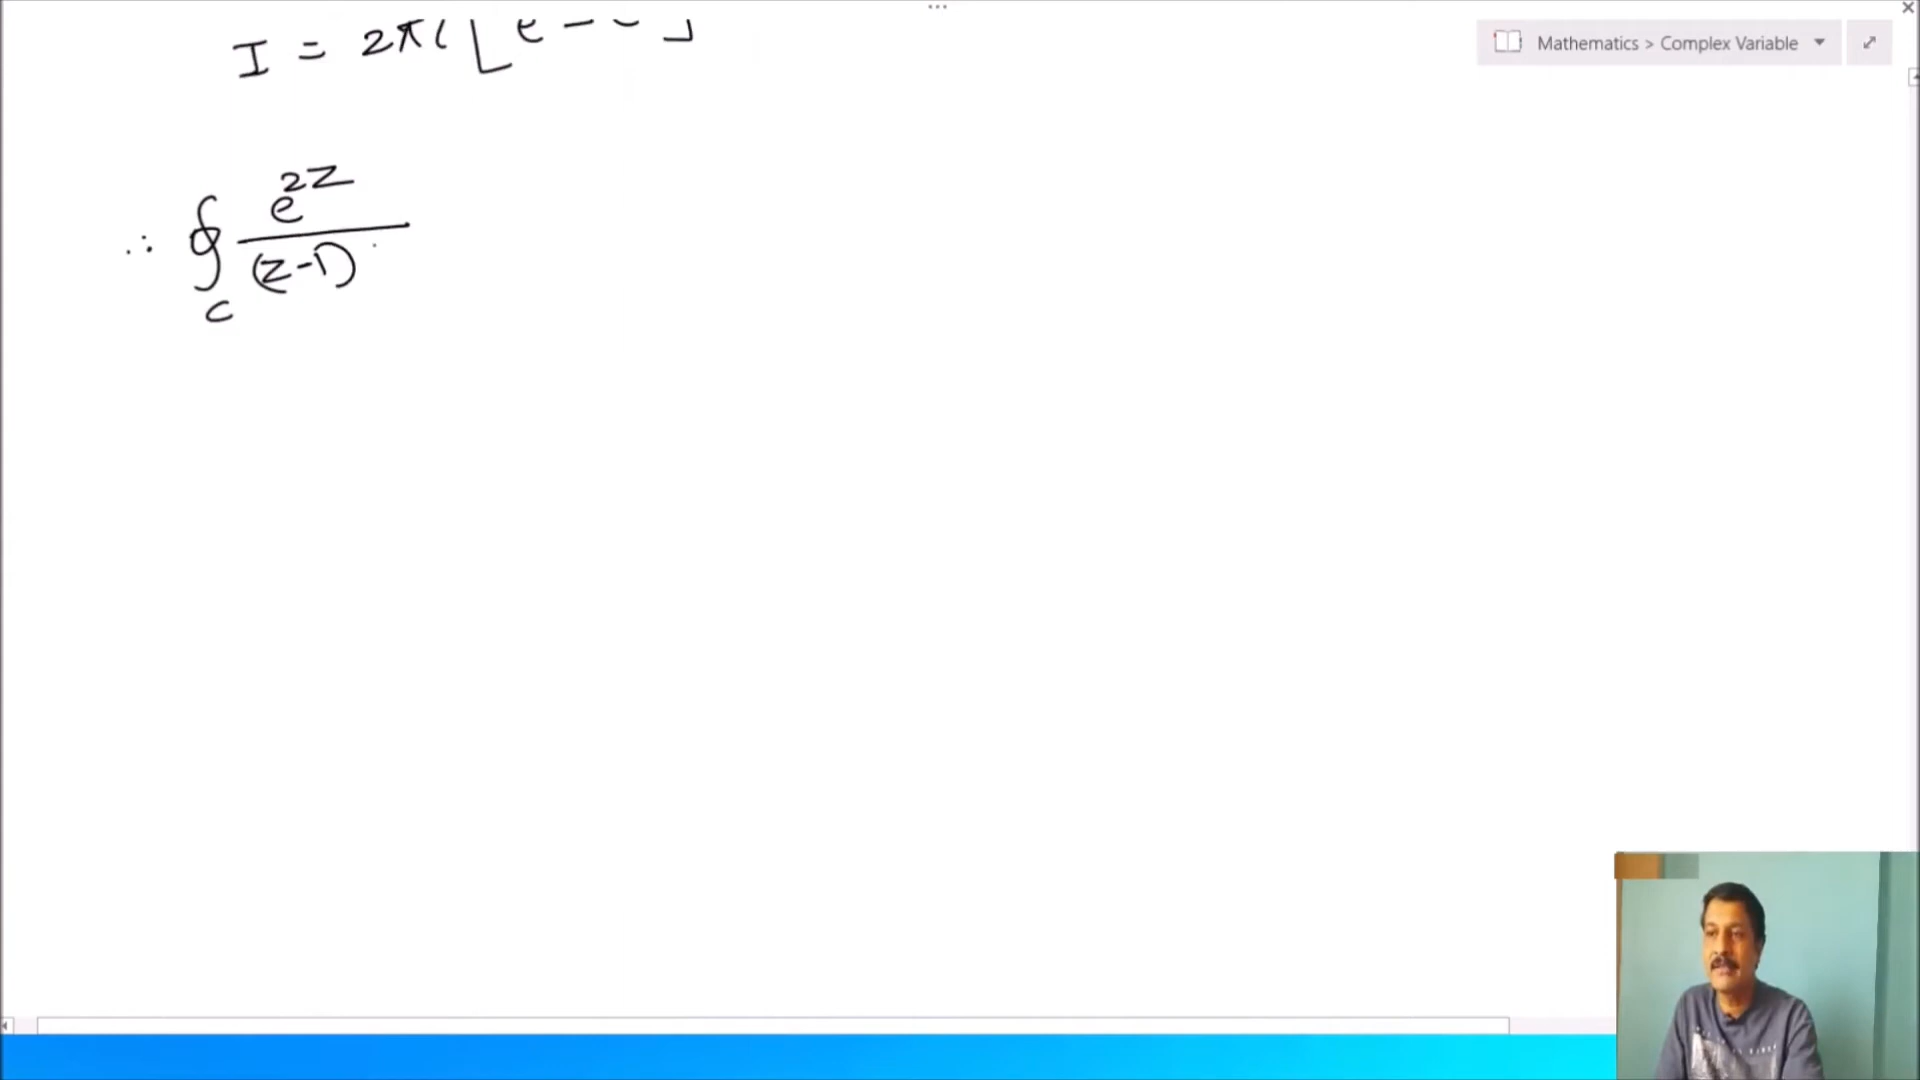 ...
Mathematics > Complex Variable
I = 2πi [ e -
∴ ∮
e^{2z}
(z-1)
C